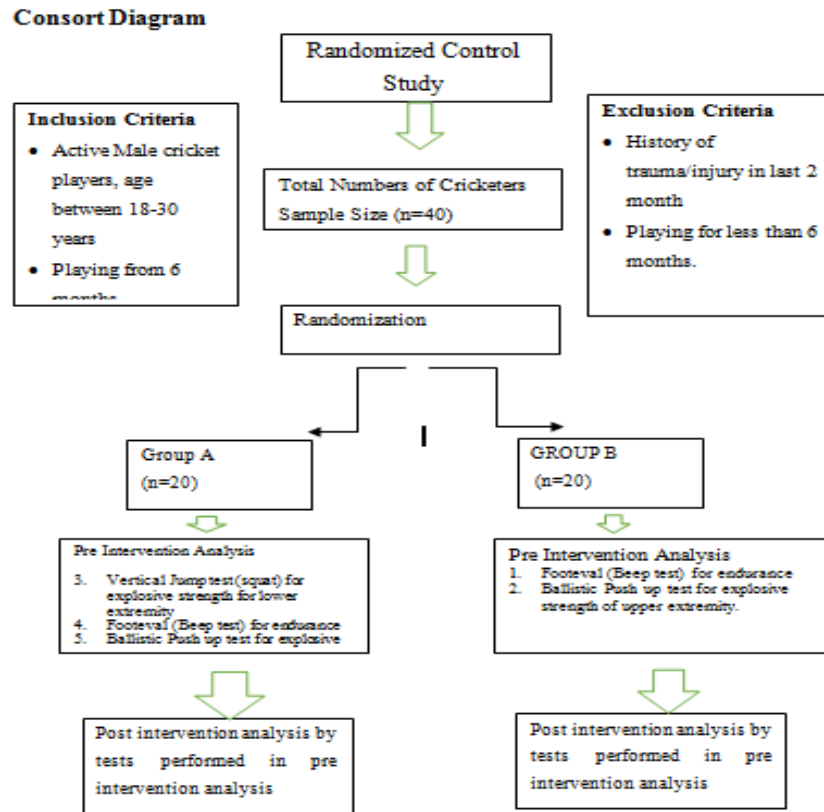 Consort Diagram
Randomized Control
Study
Inclusion Criteria
• Active Male cricket
players, age
between 18-30
years
• Playing from 6
months
Total Numbers of Cricketers
Sample Size (n=40)
Exclusion Criteria
• History of
trauma/injury in last 2
month
• Playing for less than 6
months.
Randomization
Group A
(n=20)
GROUP B
(n=20)
Pre Intervention Analysis
3. Vertical Jump test (squat) for
explosive strength for lower
extremity
4. Footeval (Beep test) for endurance
5. Ballistic Push up test for explosive
Pre Intervention Analysis
1. Footeval (Beep test) for endurance
2. Ballistic Push up test for explosive
strength of upper extremity.
Post intervention analysis by
tests performed in pre
intervention analysis
Post intervention analysis by
tests performed in pre
intervention analysis